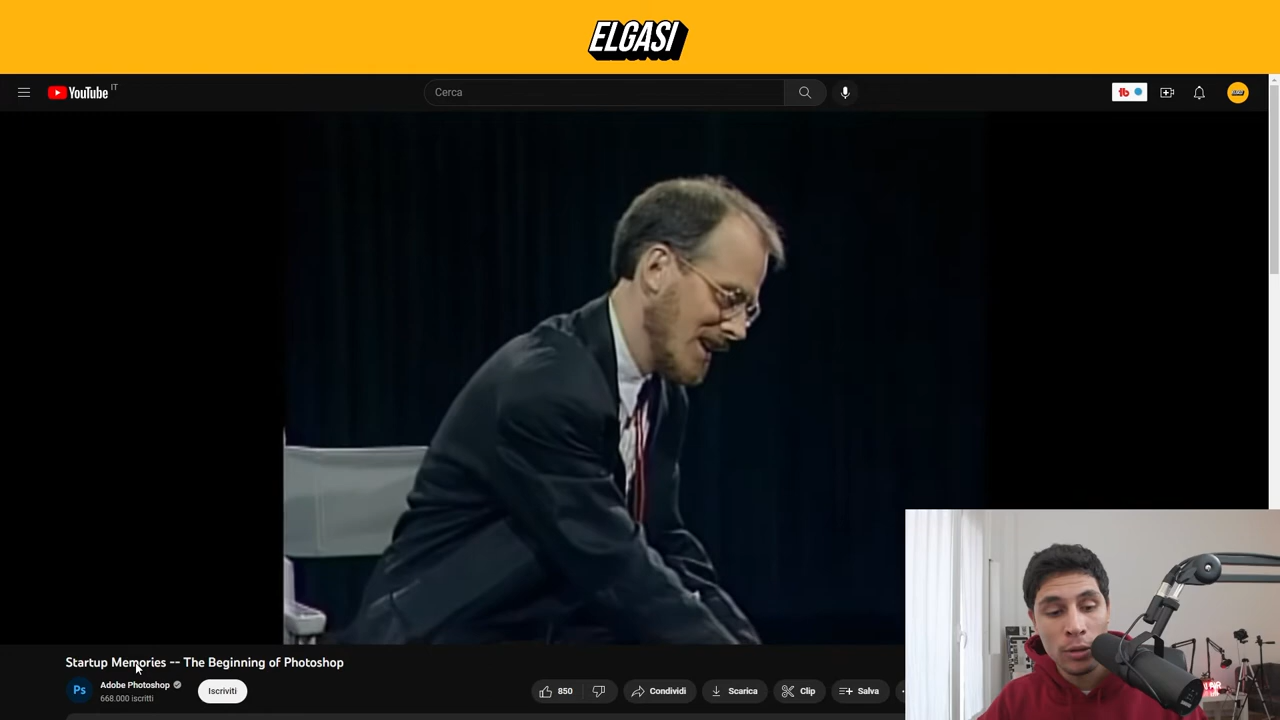 ELGASI
YouTube IT
Cerca
Startup Memories -- The Beginning of Photoshop
Ps
Adobe Photoshop
668.000 iscritti
Iscriviti
850
Condividi
Scarica
Clip
Salva